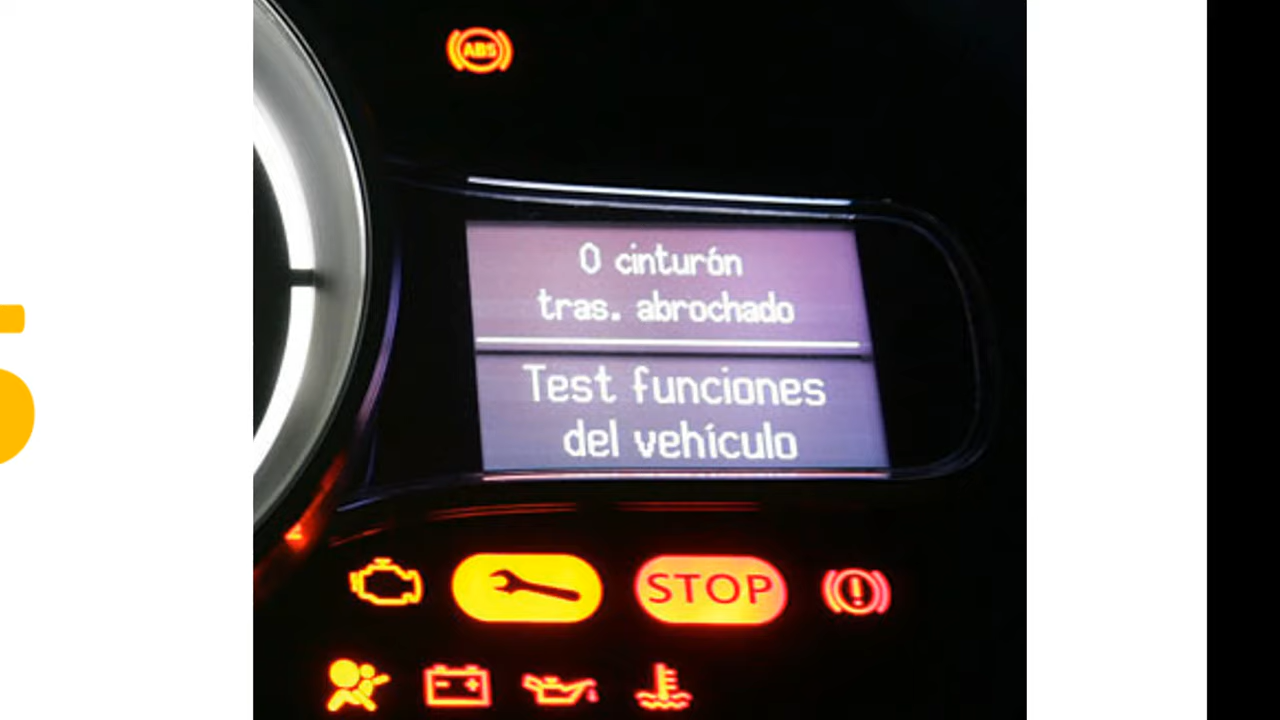 ABS
0 cinturón
tras. abrochado
Test funciones
del vehículo
STOP